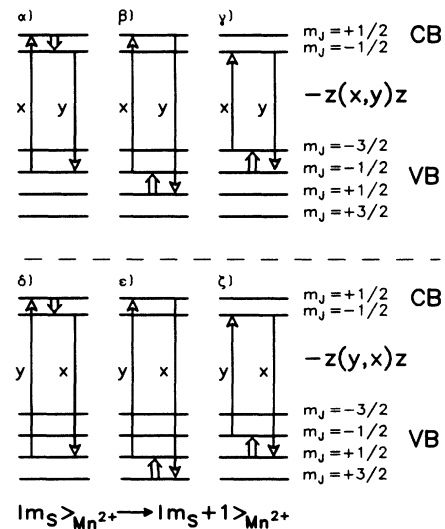 α) β) γ)
m_J = +1/2 CB
m_J = −1/2
x y x y x y
−z(x,y)z
m_J = −3/2
m_J = −1/2 VB
m_J = +1/2
m_J = +3/2
δ) ε) ζ)
m_J = +1/2 CB
m_J = −1/2
y x y x y x
−z(y,x)z
m_J = −3/2
m_J = −1/2
m_J = +1/2 VB
m_J = +3/2
|m_S>_Mn²⁺ → |m_S+1>_Mn²⁺